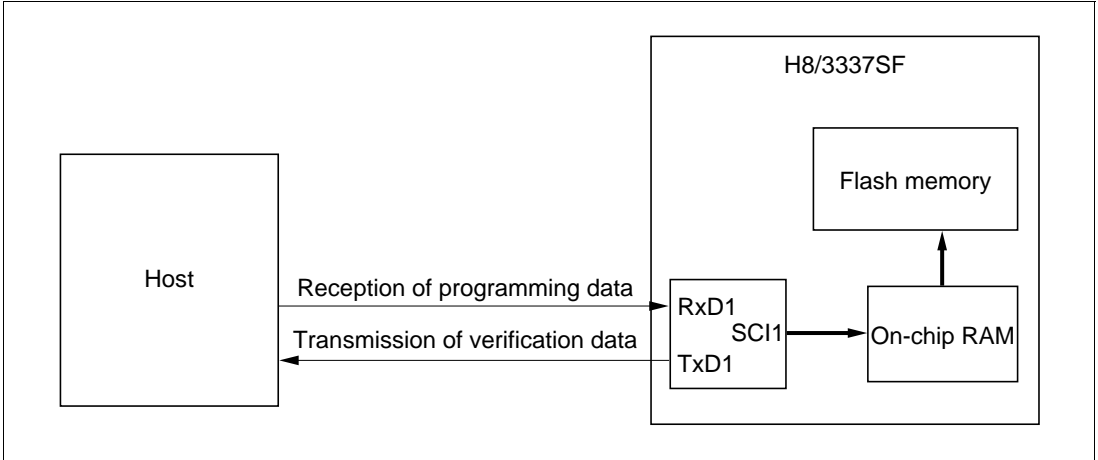 H8/3337SF
Flash memory
Host
Reception of programming data
RxD1
SCI1
On-chip RAM
Transmission of verification data
TxD1